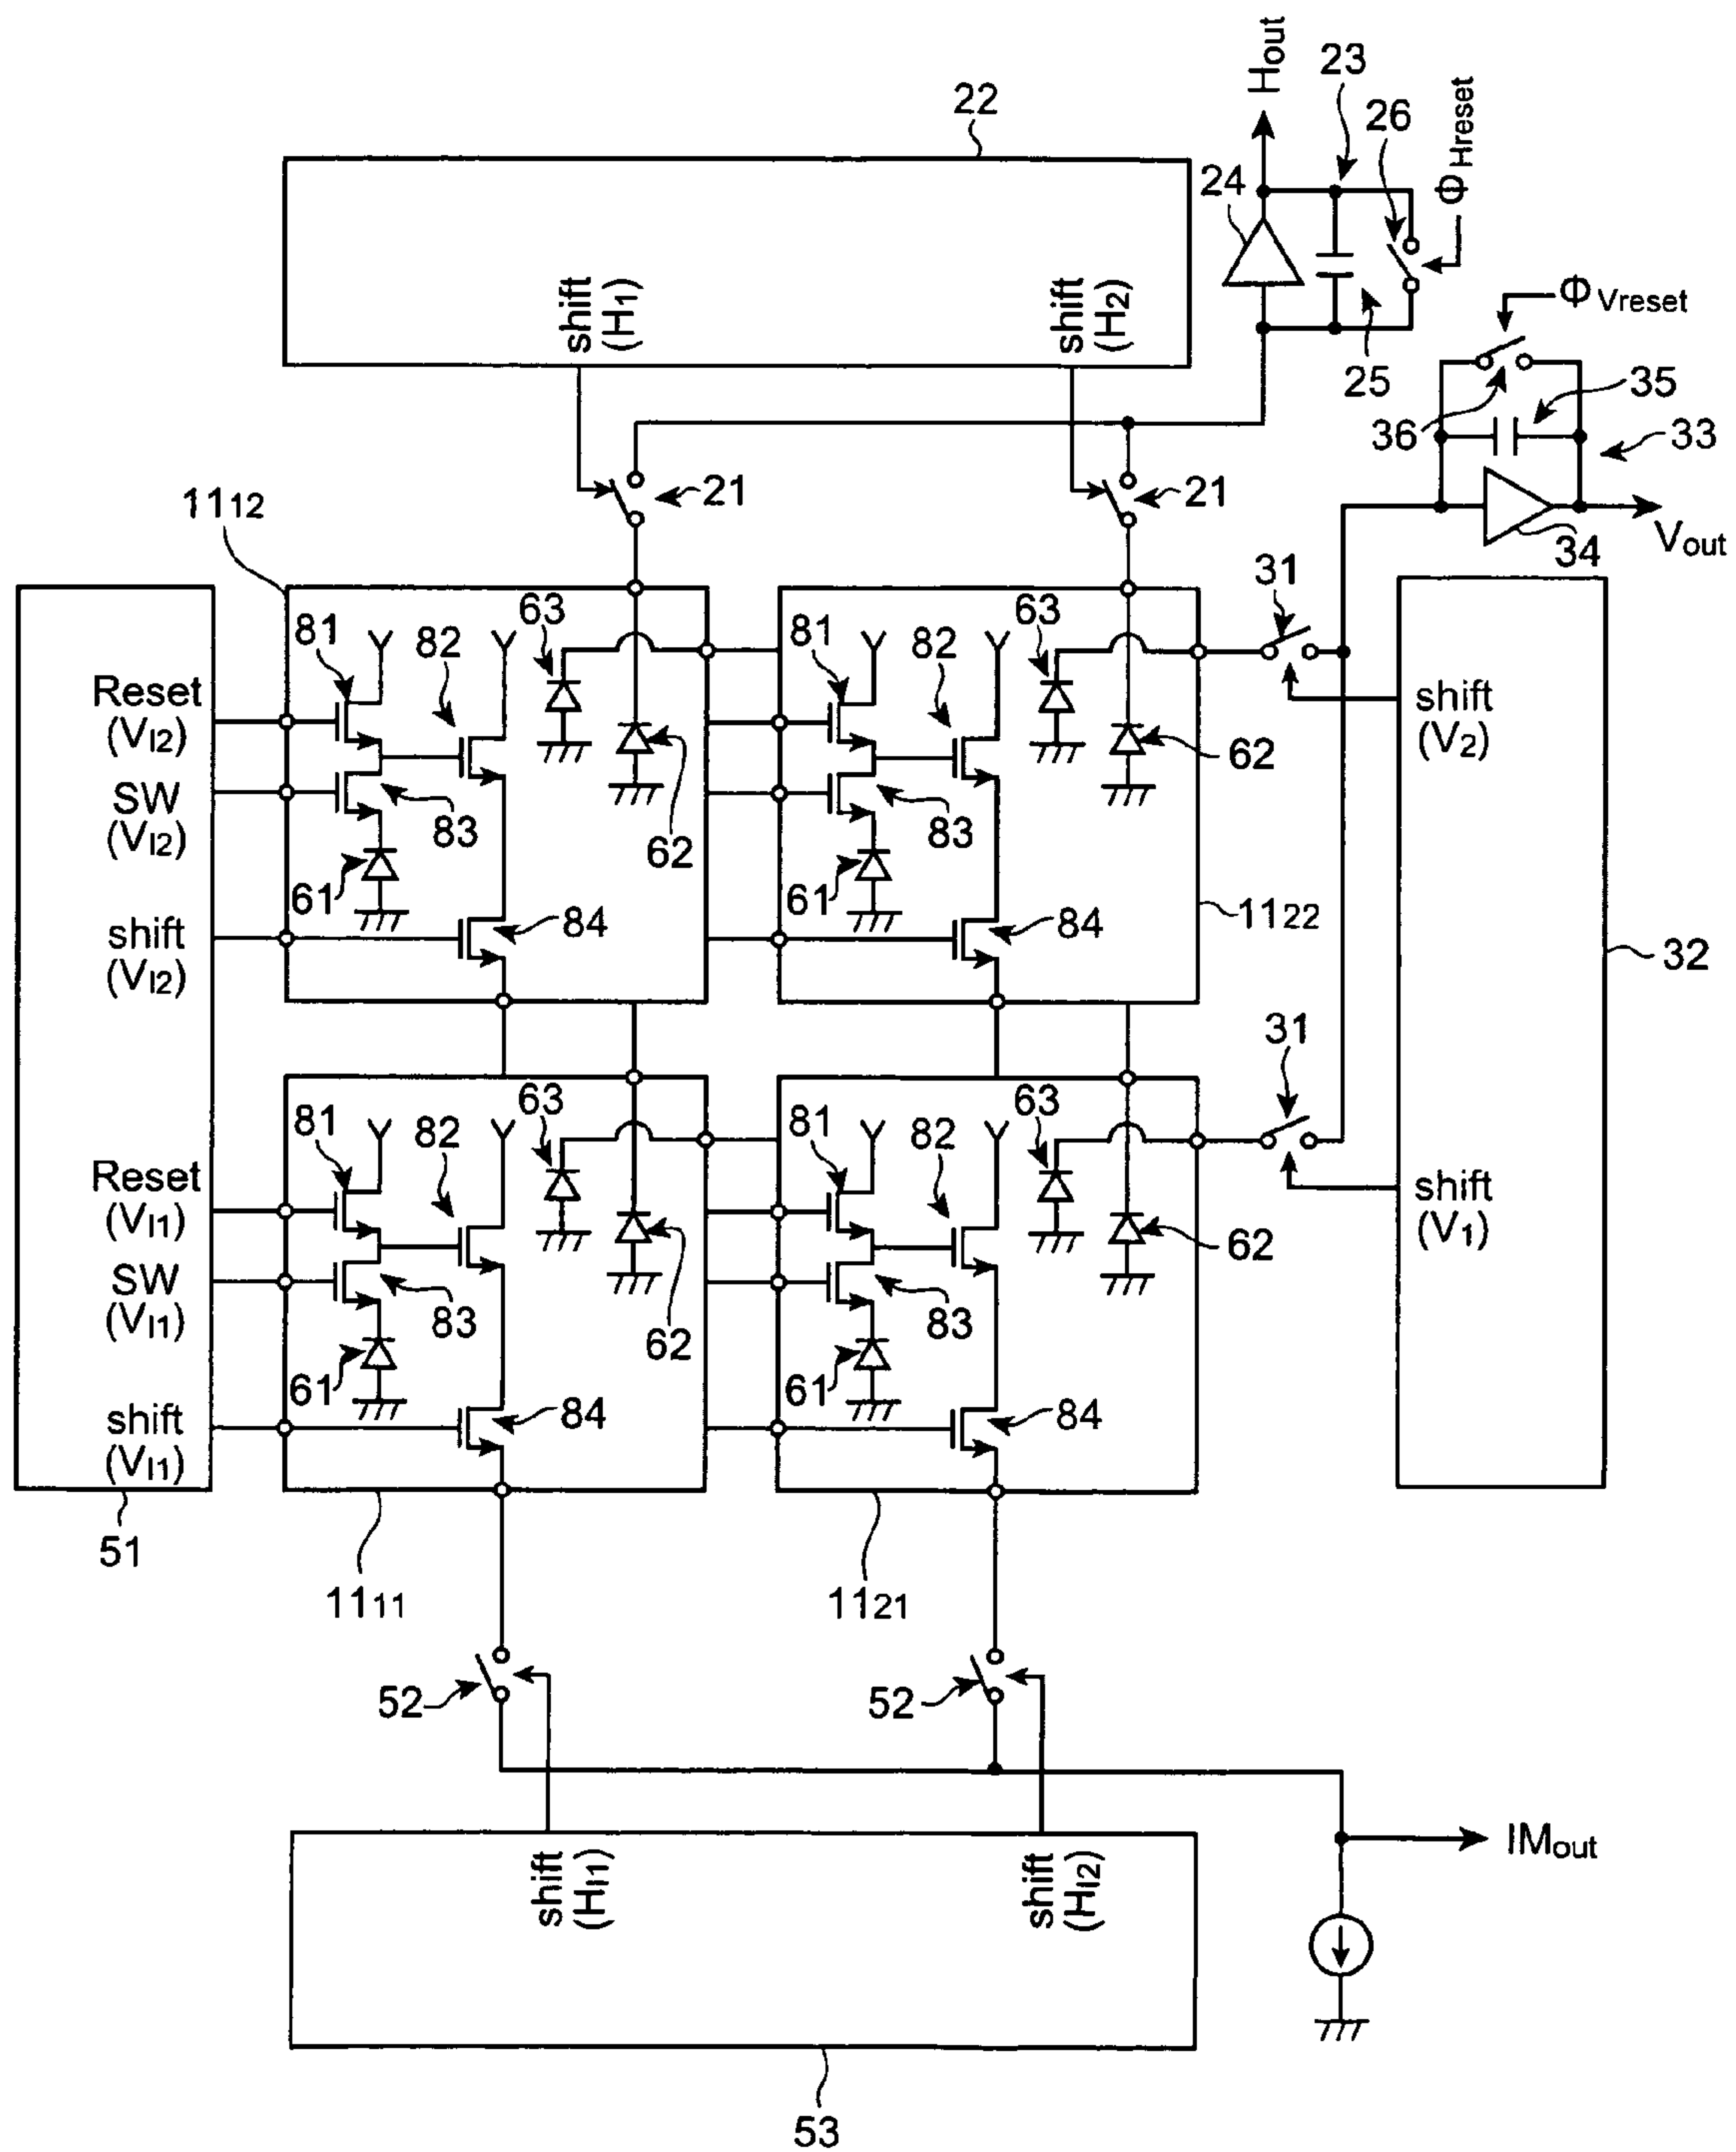 Hout
23
22
26
ΦHreset
24
shift (H1)
shift (H2)
ΦVreset
25
36
35
33
1112
21
21
34
Vout
31
81
82
63
81
82
63
Reset
(VI2)
shift
(V2)
SW
(VI2)
83
62
83
62
61
61
shift
(VI2)
84
84
1122
32
31
81
82
63
81
82
63
Reset
(VI1)
shift
(V1)
SW
(VI1)
83
62
83
62
61
61
shift
(VI1)
84
84
51
1111
1121
52
52
IMout
shift (HI1)
shift (HI2)
53